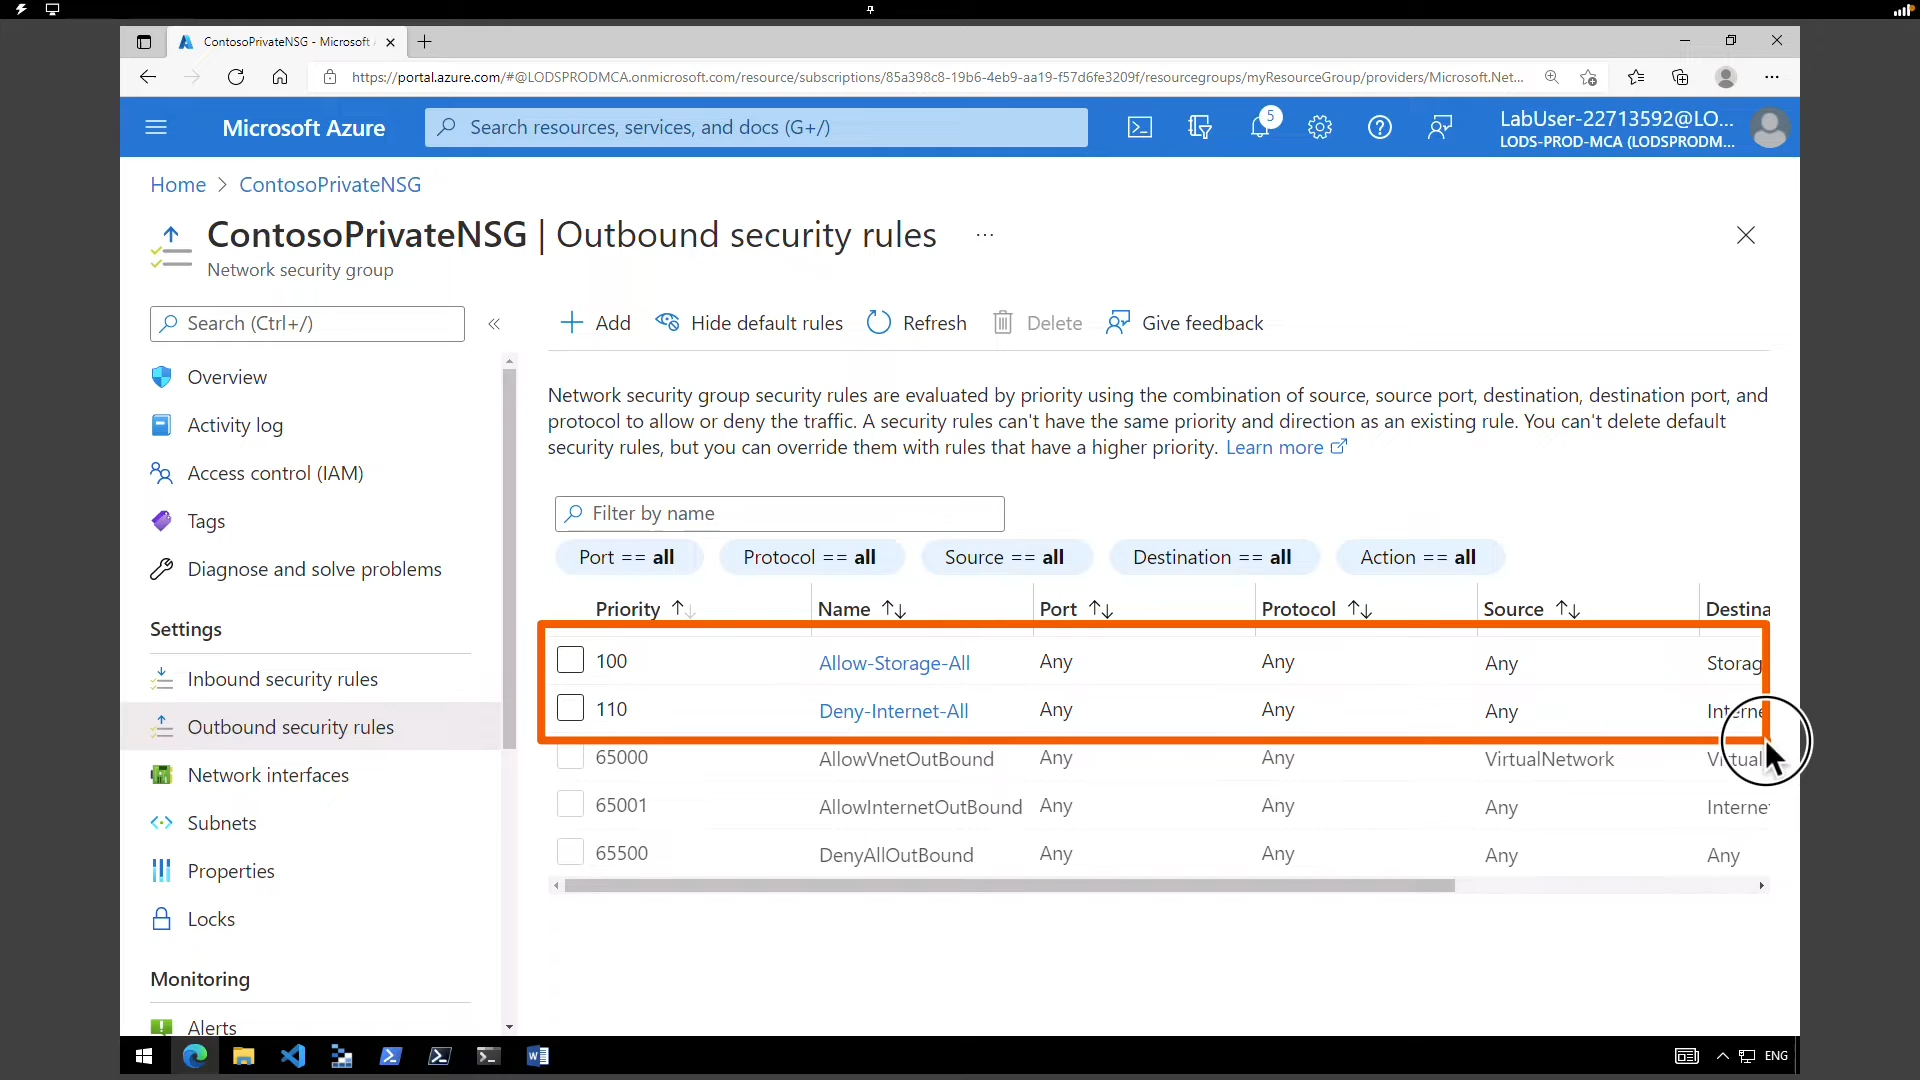 ContosoPrivateNSG - Microsoft
https://portal.azure.com/#@LODSPRODMCA.onmicrosoft.com/resource/subscriptions/85a398c8-19b6-4eb9-aa19-f57d6fe3209f/resourcegroups/myResourceGroup/providers/Microsoft.Net...
Microsoft Azure
Search resources, services, and docs (G+/)
5
LabUser-22713592@LO...
LODS-PROD-MCA (LODSPRODM...
Home > ContosoPrivateNSG
ContosoPrivateNSG | Outbound security rules ...
Network security group
Search (Ctrl+/)
«
Overview
Activity log
Access control (IAM)
Tags
Diagnose and solve problems
Settings
Inbound security rules
Outbound security rules
Network interfaces
Subnets
Properties
Locks
Monitoring
Alerts
Add Hide default rules Refresh Delete Give feedback
Network security group security rules are evaluated by priority using the combination of source, source port, destination, destination port, and
protocol to allow or deny the traffic. A security rules can't have the same priority and direction as an existing rule. You can't delete default
security rules, but you can override them with rules that have a higher priority. Learn more
Filter by name
Port == all Protocol == all Source == all Destination == all Action == all
Priority Name Port Protocol Source Destina
100 Allow-Storage-All Any Any Any Storag
110 Deny-Internet-All Any Any Any Interne
65000 AllowVnetOutBound Any Any VirtualNetwork Virtual
65001 AllowInternetOutBound Any Any Any Interne
65500 DenyAllOutBound Any Any Any Any
ENG